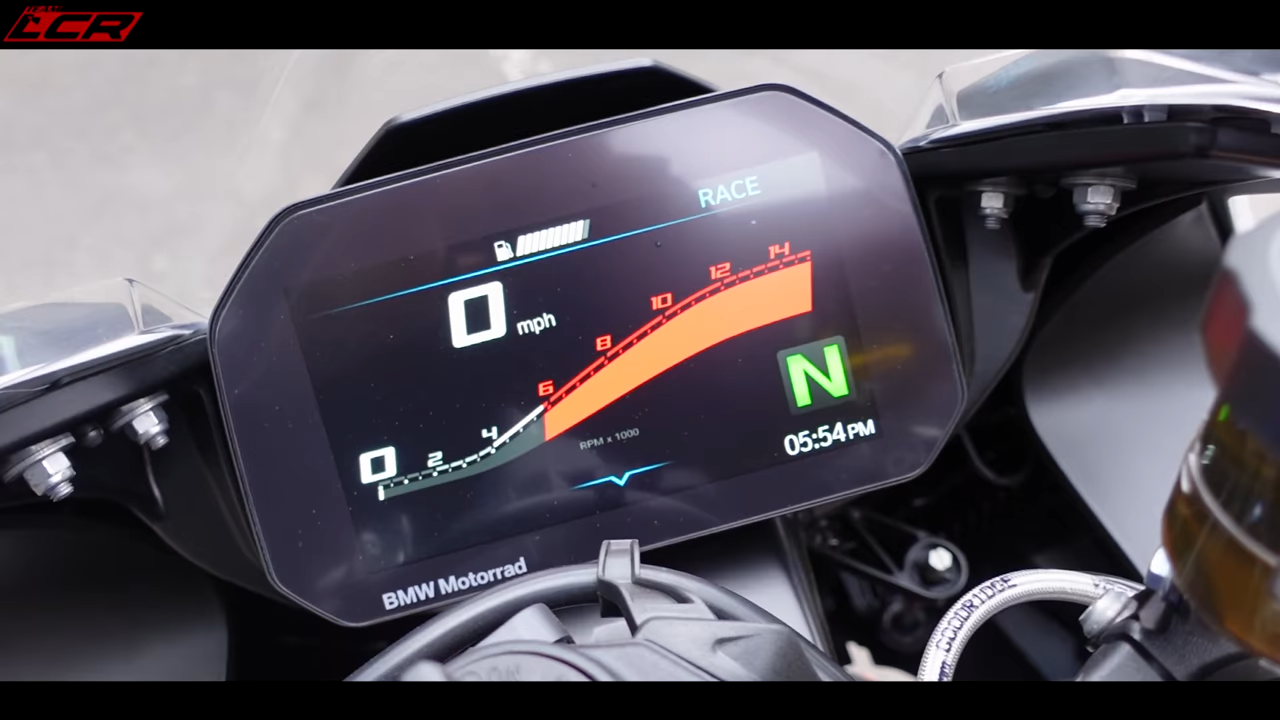 LCR
RACE
0 mph
14
12
10
8
6
4
2
0
RPM x 1000
N
05:54 PM
BMW Motorrad
GOODRIDGE